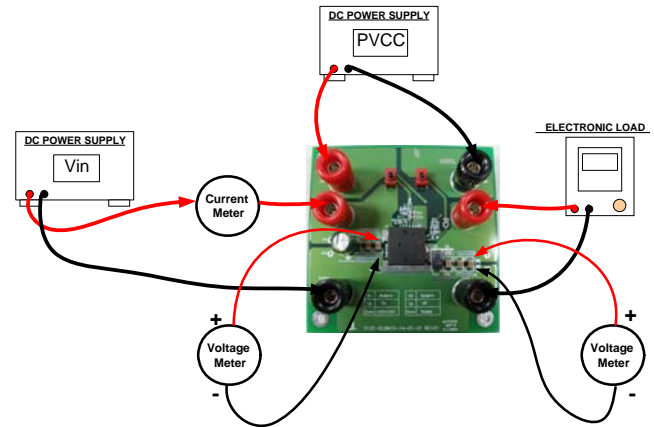 DC POWER SUPPLY
PVCC
DC POWER SUPPLY
Vin
ELECTRONIC LOAD
Current
Meter
+
Voltage
Meter
-
+
Voltage
Meter
-